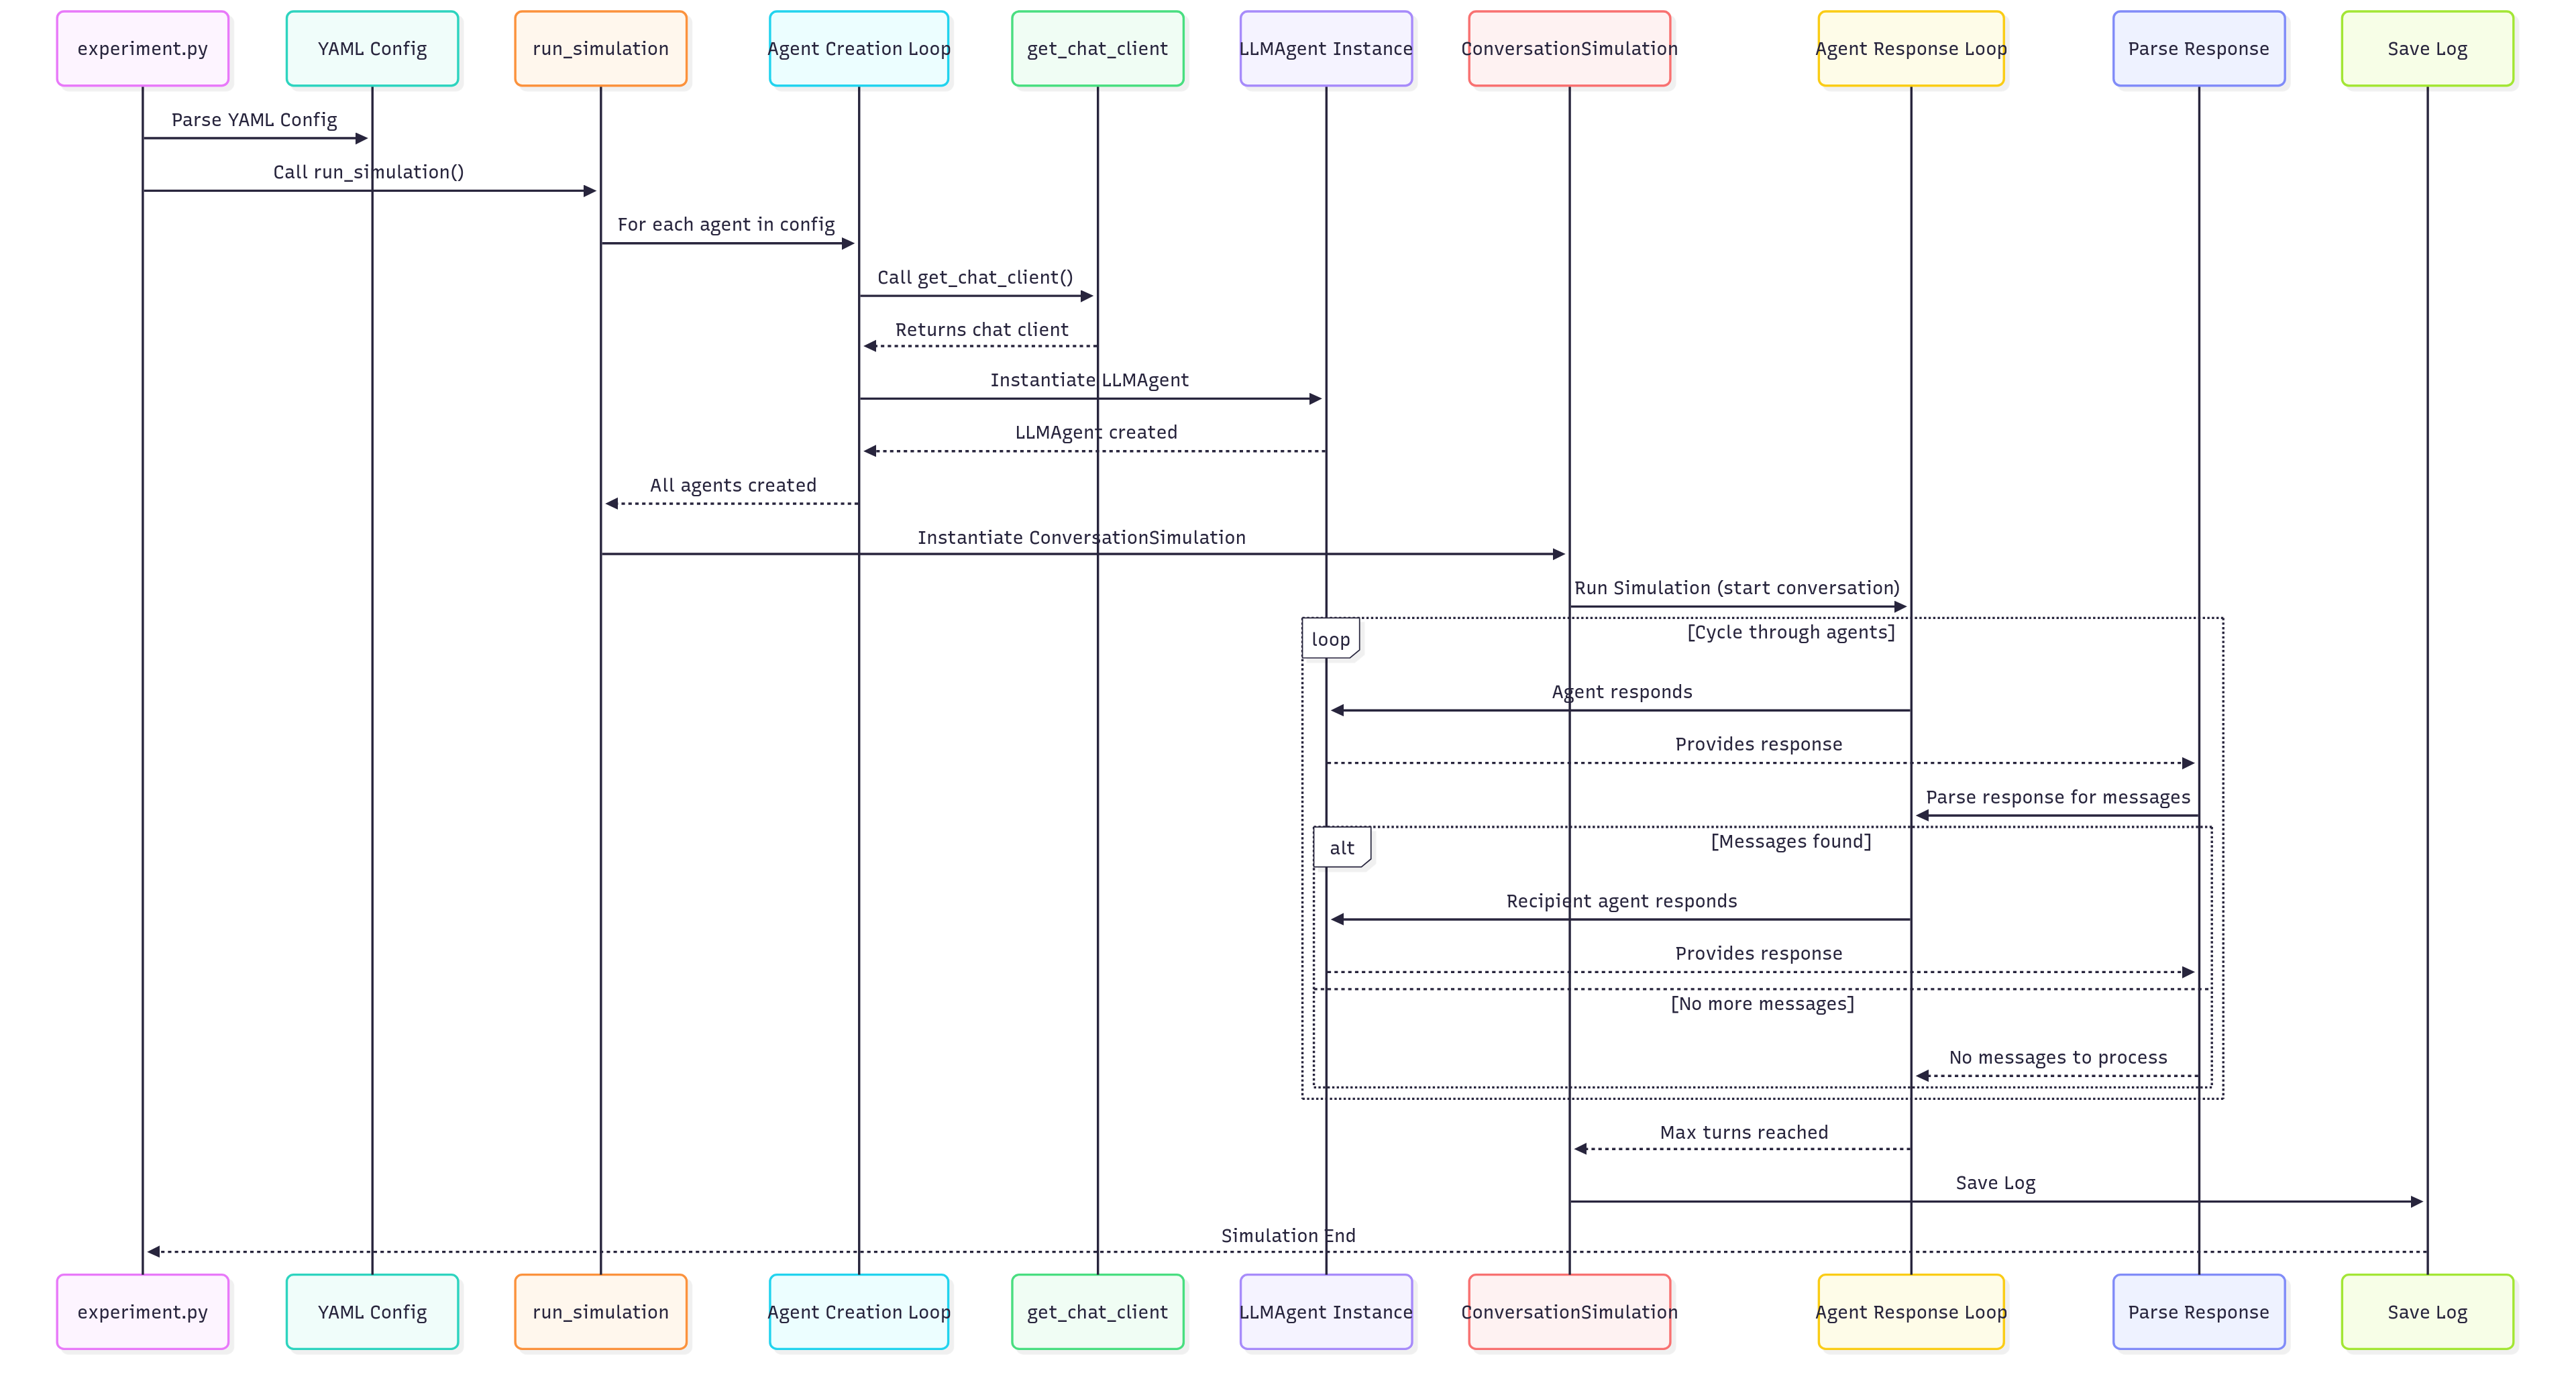 experiment.py
YAML Config
run_simulation
Agent Creation Loop
get_chat_client
LLMAgent Instance
ConversationSimulation
Agent Response Loop
Parse Response
Save Log
Parse YAML Config
Call run_simulation()
For each agent in config
Call get_chat_client()
Returns chat client
Instantiate LLMAgent
LLMAgent created
All agents created
Instantiate ConversationSimulation
Run Simulation (start conversation)
loop
[Cycle through agents]
Agent responds
Provides response
Parse response for messages
alt
[Messages found]
Recipient agent responds
Provides response
[No more messages]
No messages to process
Max turns reached
Save Log
Simulation End
experiment.py
YAML Config
run_simulation
Agent Creation Loop
get_chat_client
LLMAgent Instance
ConversationSimulation
Agent Response Loop
Parse Response
Save Log